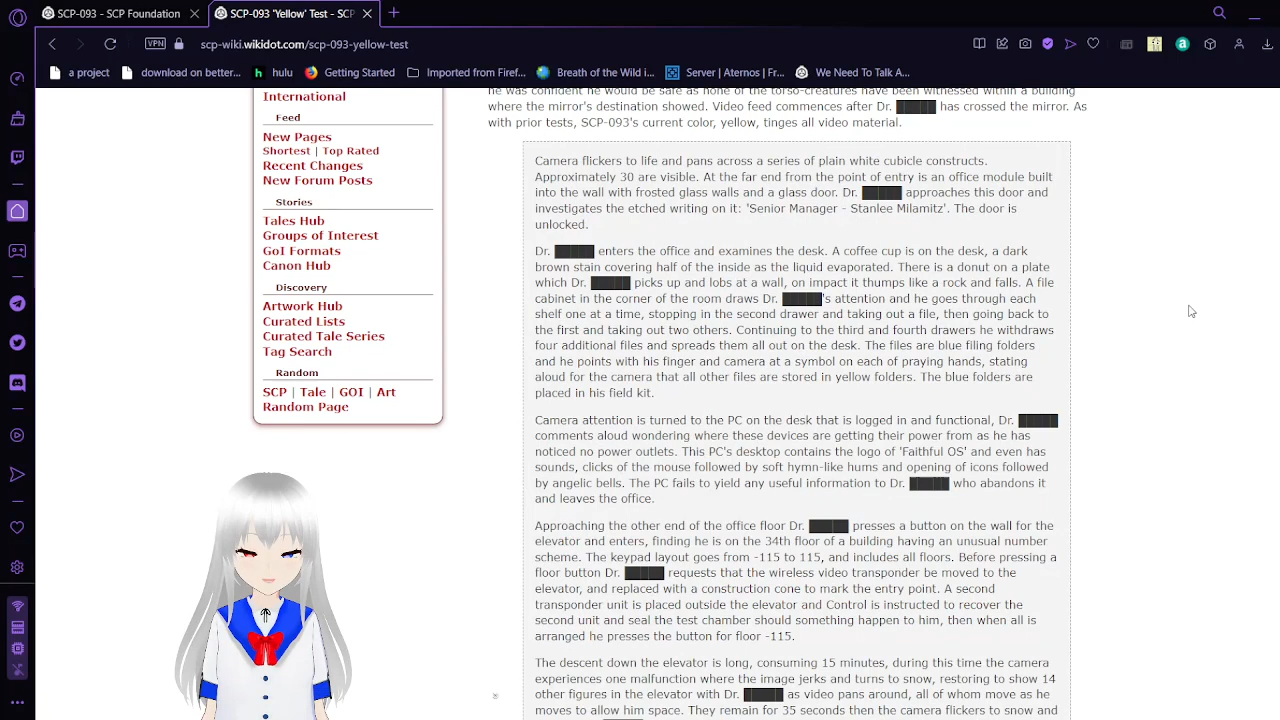 SCP-093 - SCP Foundation
SCP-093 'Yellow' Test - SCP
VPN
scp-wiki.wikidot.com/scp-093-yellow-test
a project
download on better...
hulu
Getting Started
Imported from Firef...
Breath of the Wild i...
Server | Aternos | Fr...
We Need To Talk A...
International
Feed
New Pages
Shortest | Top Rated
Recent Changes
New Forum Posts
Stories
Tales Hub
Groups of Interest
GoI Formats
Canon Hub
Discovery
Artwork Hub
Curated Lists
Curated Tale Series
Tag Search
Random
SCP | Tale | GOI | Art
Random Page
he was confident he would be safe as none of the torso-creatures have been witnessed within a building
where the mirror's destination showed. Video feed commences after Dr. █████ has crossed the mirror. As
with prior tests, SCP-093's current color, yellow, tinges all video material.
Camera flickers to life and pans across a series of plain white cubicle constructs.
Approximately 30 are visible. At the far end from the point of entry is an office module built
into the wall with frosted glass walls and a glass door. Dr. █████ approaches this door and
investigates the etched writing on it: 'Senior Manager - Stanlee Milamitz'. The door is
unlocked.
Dr. █████ enters the office and examines the desk. A coffee cup is on the desk, a dark
brown stain covering half of the inside as the liquid evaporated. There is a donut on a plate
which Dr. █████ picks up and lobs at a wall, on impact it thumps like a rock and falls. A file
cabinet in the corner of the room draws Dr. █████'s attention and he goes through each
shelf one at a time, stopping in the second drawer and taking out a file, then going back to
the first and taking out two others. Continuing to the third and fourth drawers he withdraws
four additional files and spreads them all out on the desk. The files are blue filing folders
and he points with his finger and camera at a symbol on each of praying hands, stating
aloud for the camera that all other files are stored in yellow folders. The blue folders are
placed in his field kit.
Camera attention is turned to the PC on the desk that is logged in and functional, Dr. █████
comments aloud wondering where these devices are getting their power from as he has
noticed no power outlets. This PC's desktop contains the logo of 'Faithful OS' and even has
sounds, clicks of the mouse followed by soft hymn-like hums and opening of icons followed
by angelic bells. The PC fails to yield any useful information to Dr. █████ who abandons it
and leaves the office.
Approaching the other end of the office floor Dr. █████ presses a button on the wall for the
elevator and enters, finding he is on the 34th floor of a building having an unusual number
scheme. The keypad layout goes from -115 to 115, and includes all floors. Before pressing a
floor button Dr. █████ requests that the wireless video transponder be moved to the
elevator, and replaced with a construction cone to mark the entry point. A second
transponder unit is placed outside the elevator and Control is instructed to recover the
second unit and seal the test chamber should something happen to him, then when all is
arranged he presses the button for floor -115.
The descent down the elevator is long, consuming 15 minutes, during this time the camera
experiences one malfunction where the image jerks and turns to snow, restoring to show 14
other figures in the elevator with Dr. █████ as video pans around, all of whom move as he
moves to allow him space. They remain for 35 seconds then the camera flickers to snow and